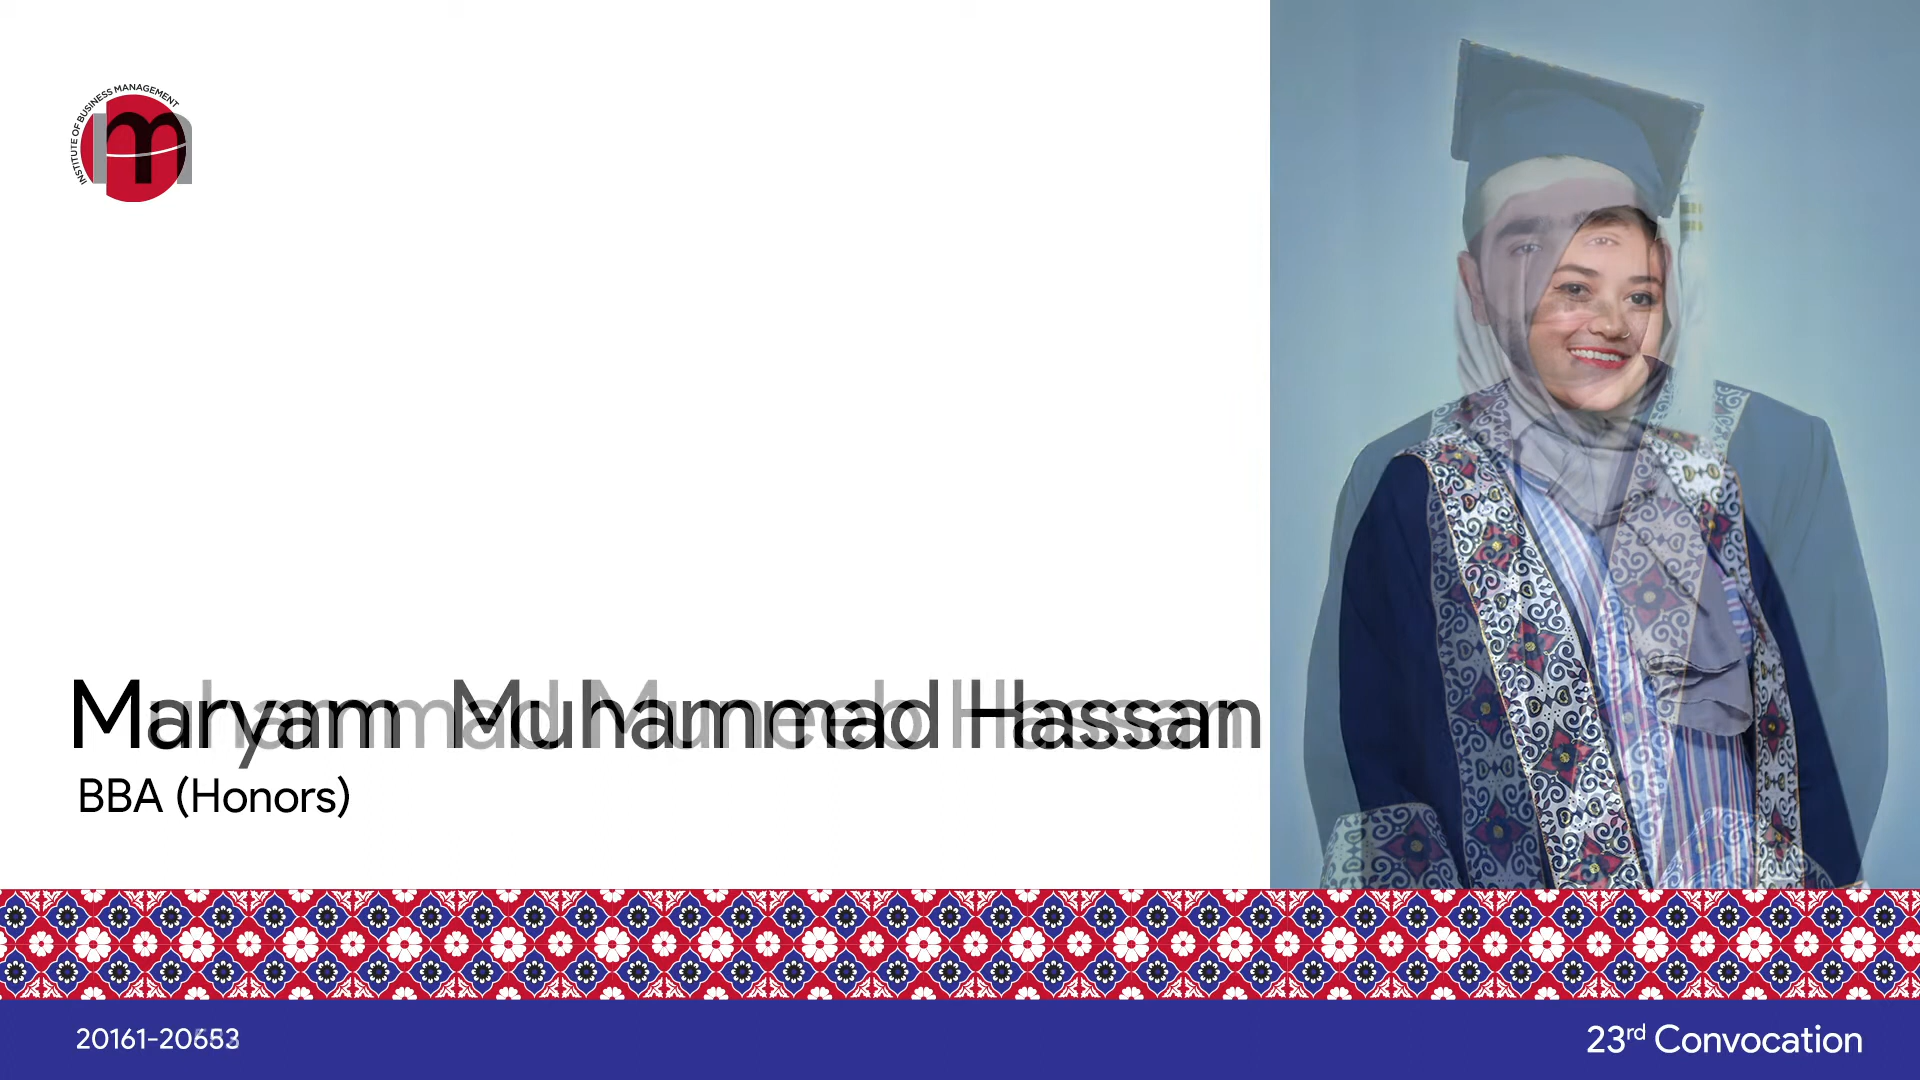 INSTITUTE OF BUSINESS MANAGEMENT
m
Maryam Muhammad Hassan
BBA (Honors)
23rd Convocation